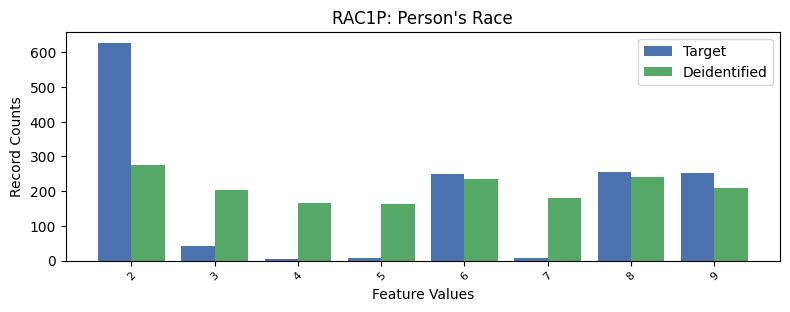 RAC1P: Person's Race
Target
Deidentified
Record Counts
600
500
400
300
200
100
0
2 3 4 5 6 7 8 9
Feature Values